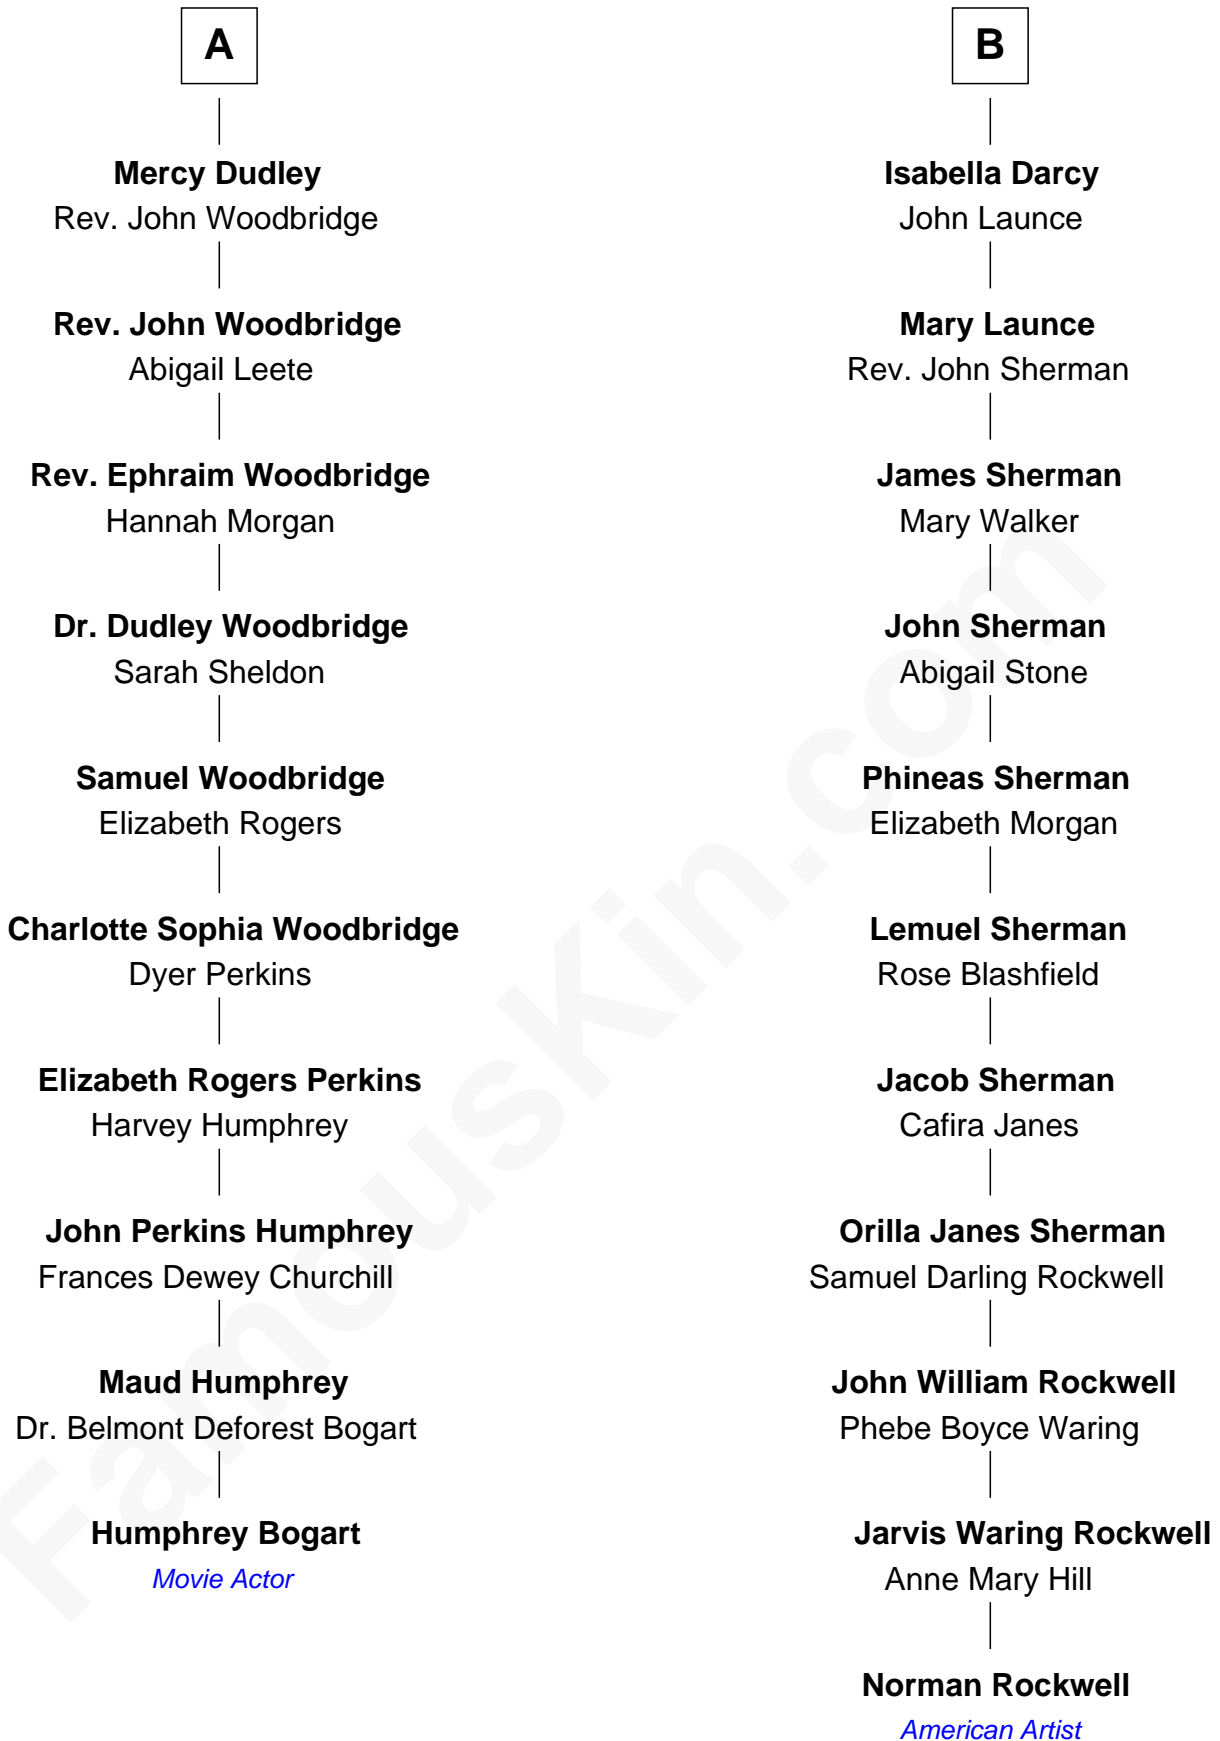 A
Mercy Dudley
Rev. John Woodbridge
Rev. John Woodbridge
Abigail Leete
Rev. Ephraim Woodbridge
Hannah Morgan
Dr. Dudley Woodbridge
Sarah Sheldon
Samuel Woodbridge
Elizabeth Rogers
Charlotte Sophia Woodbridge
Dyer Perkins
Elizabeth Rogers Perkins
Harvey Humphrey
John Perkins Humphrey
Frances Dewey Churchill
Maud Humphrey
Dr. Belmont Deforest Bogart
Humphrey Bogart
Movie Actor
B
Isabella Darcy
John Launce
Mary Launce
Rev. John Sherman
James Sherman
Mary Walker
John Sherman
Abigail Stone
Phineas Sherman
Elizabeth Morgan
Lemuel Sherman
Rose Blashfield
Jacob Sherman
Cafira Janes
Orilla Janes Sherman
Samuel Darling Rockwell
John William Rockwell
Phebe Boyce Waring
Jarvis Waring Rockwell
Anne Mary Hill
Norman Rockwell
American Artist
FamousKin.com